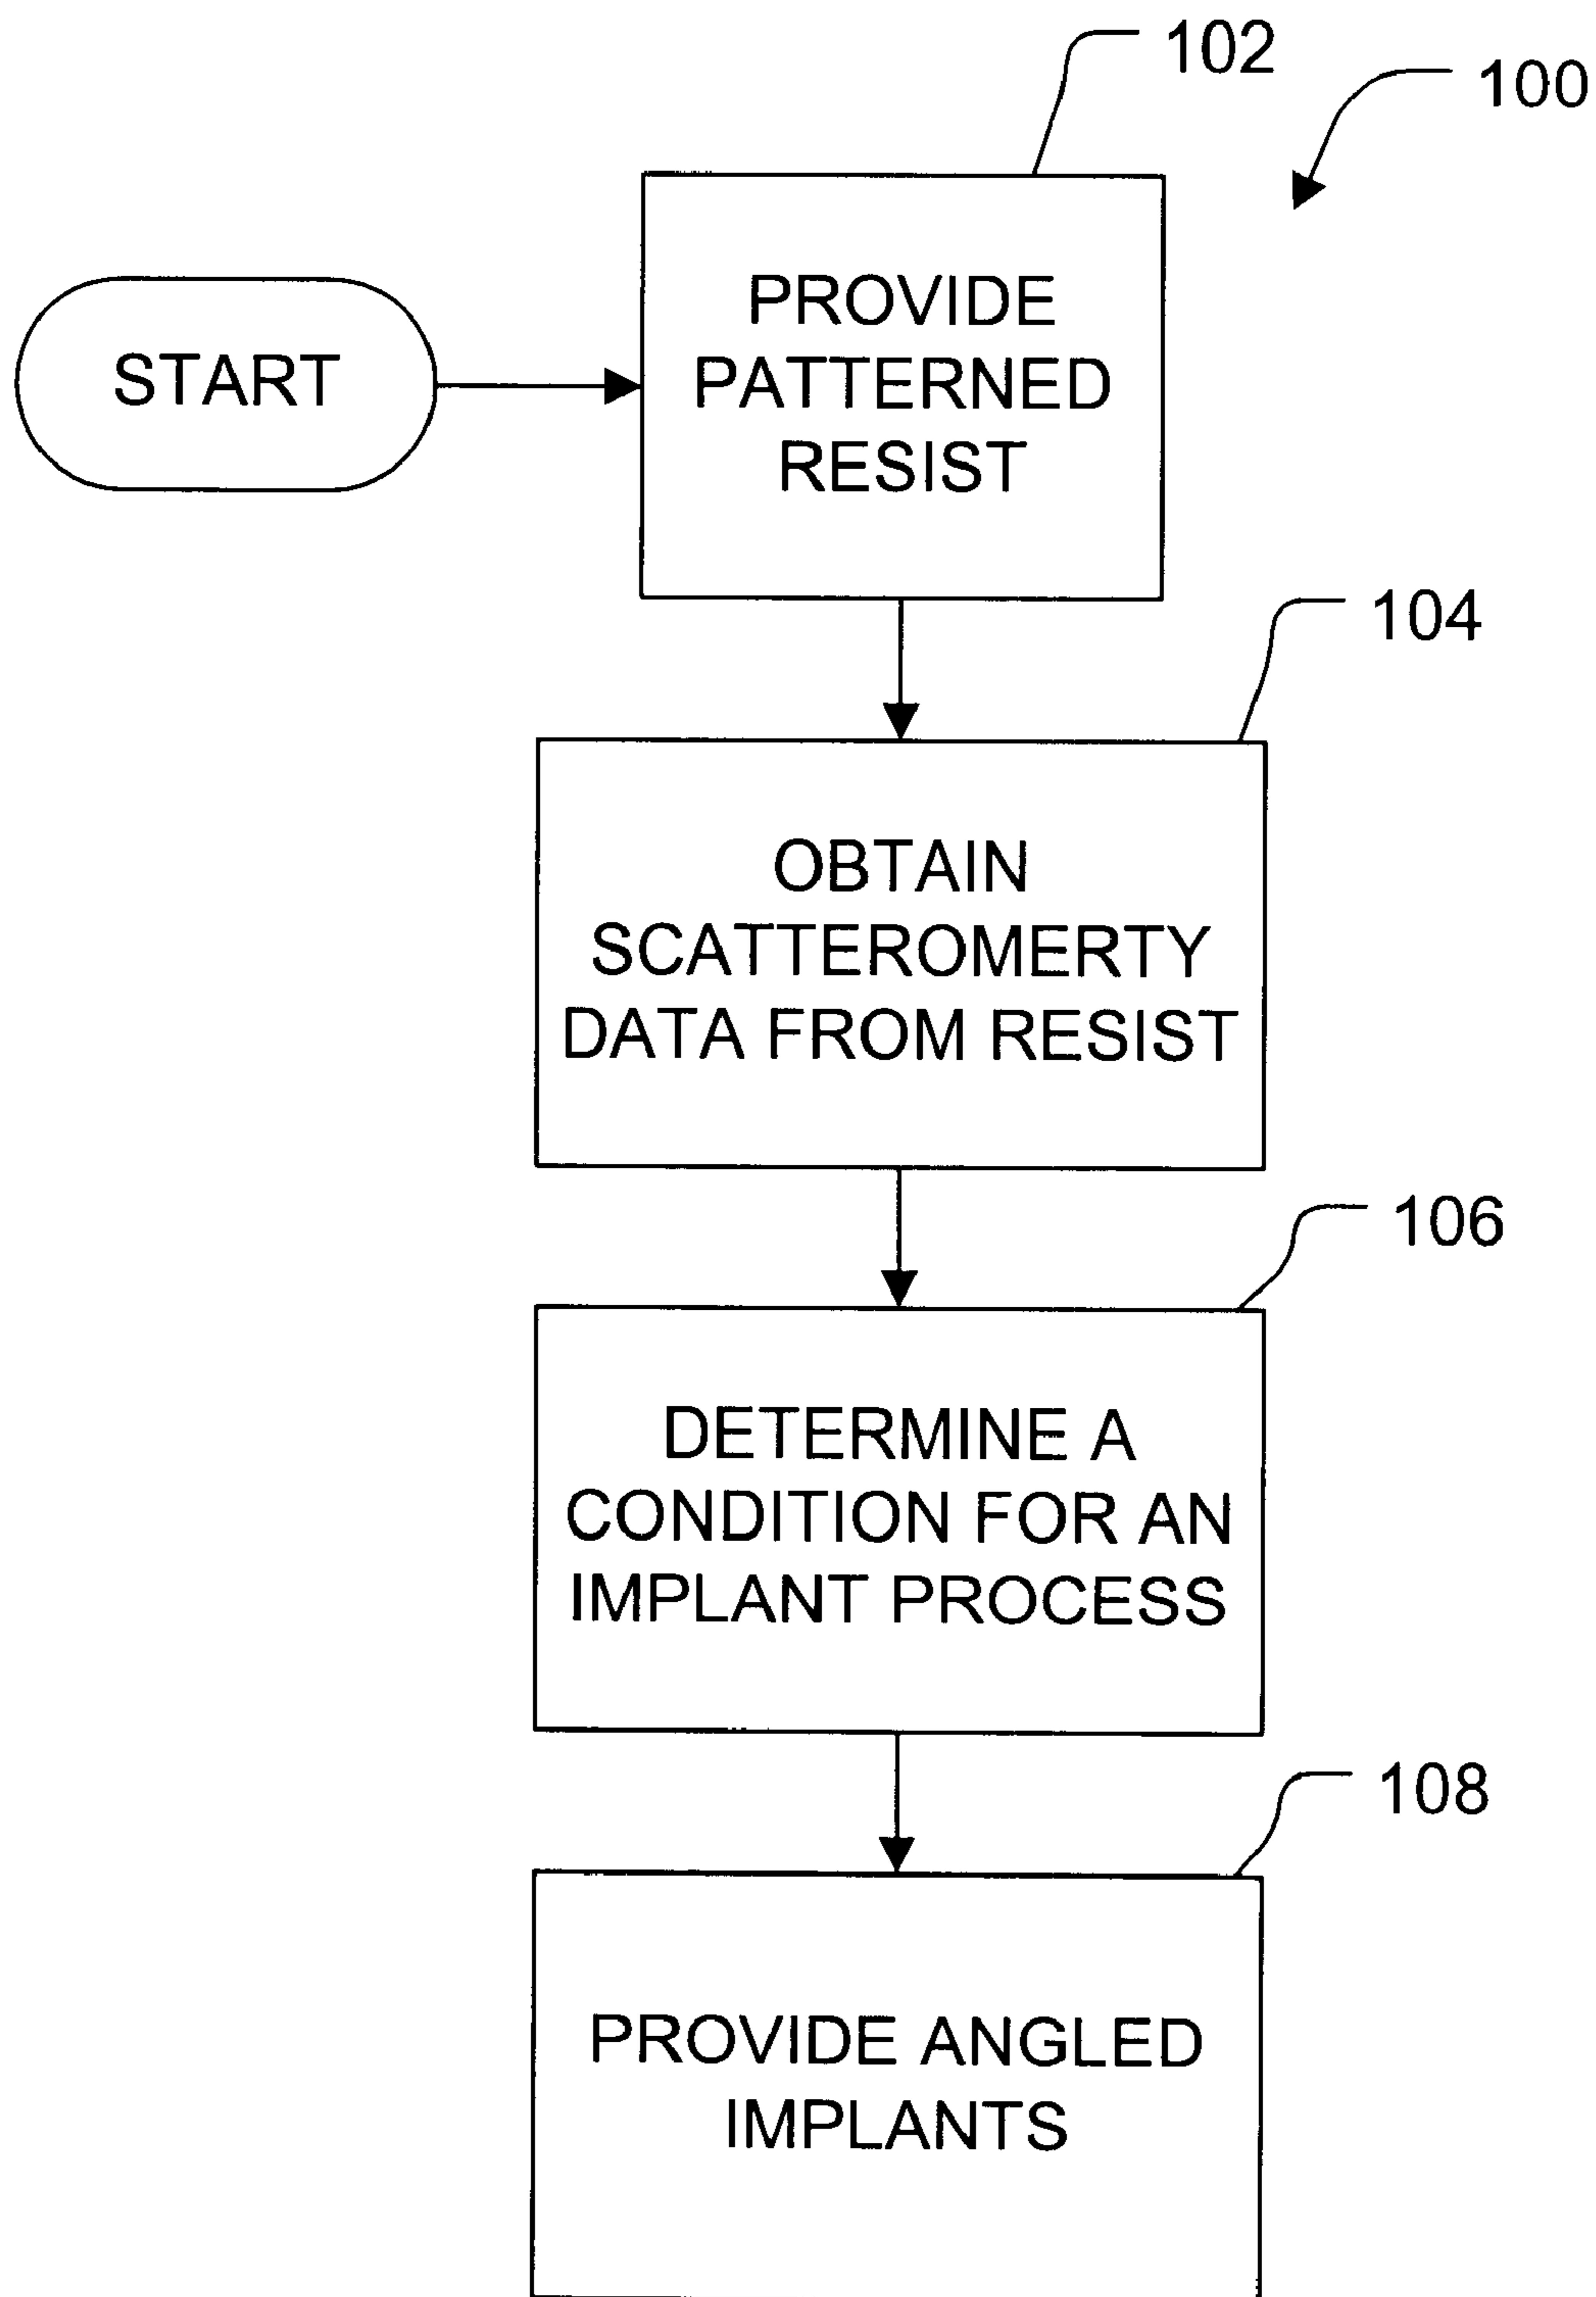 102
100
START
PROVIDE
PATTERNED
RESIST
104
OBTAIN
SCATTEROMERTY
DATA FROM RESIST
106
DETERMINE A
CONDITION FOR AN
IMPLANT PROCESS
108
PROVIDE ANGLED
IMPLANTS